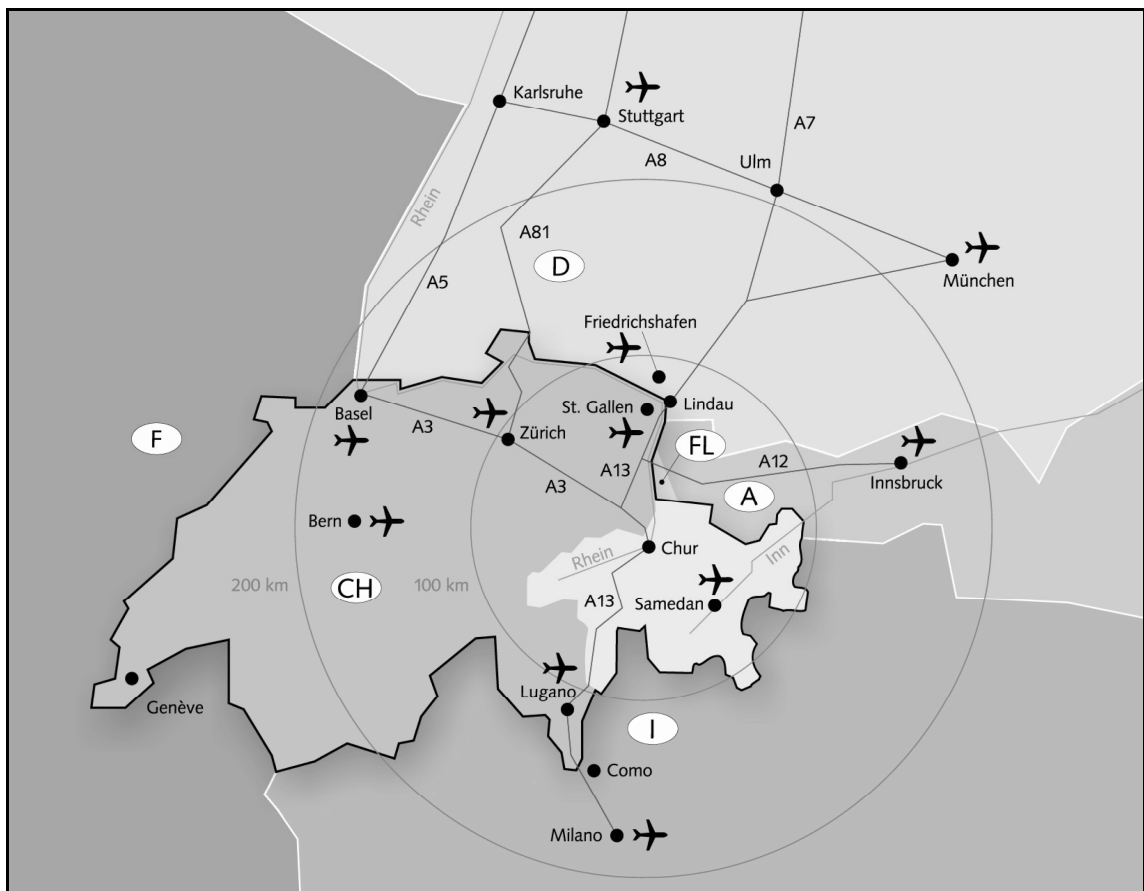 Karlsruhe
Stuttgart
A7
A8
Ulm
Rhein
A81
D
A5
München
Friedrichshafen
Lindau
St. Gallen
Basel
A3
Zürich
F
FL
A12
A13
Innsbruck
A3
A
Bern
Chur
Rhein
Inn
200 km
CH
100 km
A13
Samedan
Lugano
Genève
I
Como
Milano